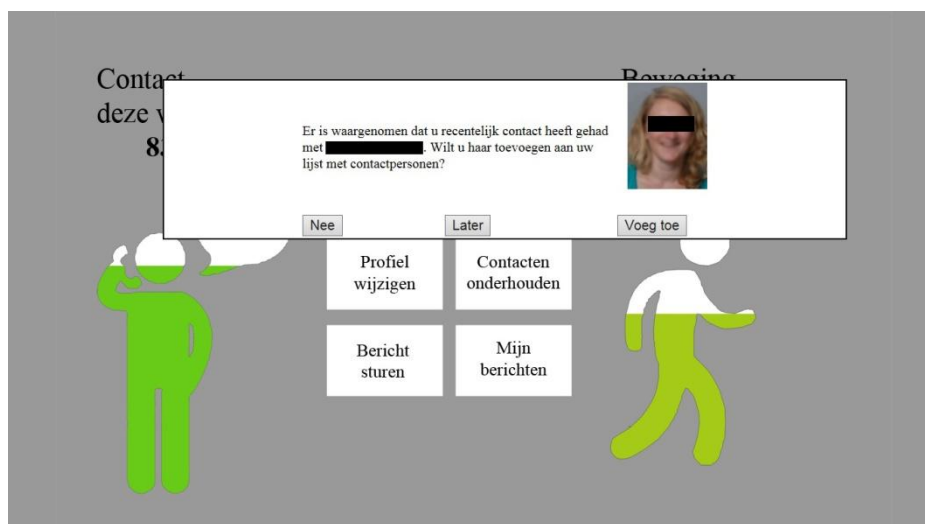 Contact
Beweging
deze
8
Er is waargenomen dat u recentelijk contact heeft gehad
met . Wilt u haar toevoegen aan uw
lijst met contactpersonen?
Nee
Later
Voeg toe
Profiel
wijzigen
Contacten
onderhouden
Bericht
sturen
Mijn
berichten